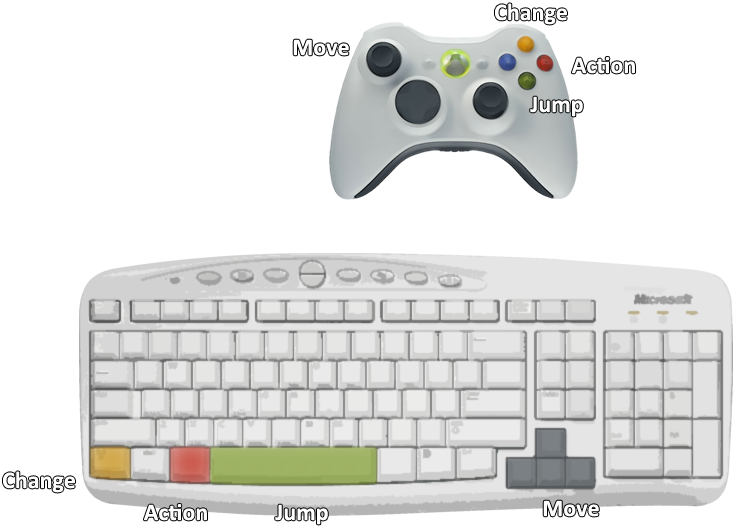 Change
Move
Action
Jump
Microsoft
Change
Action
Jump
Move